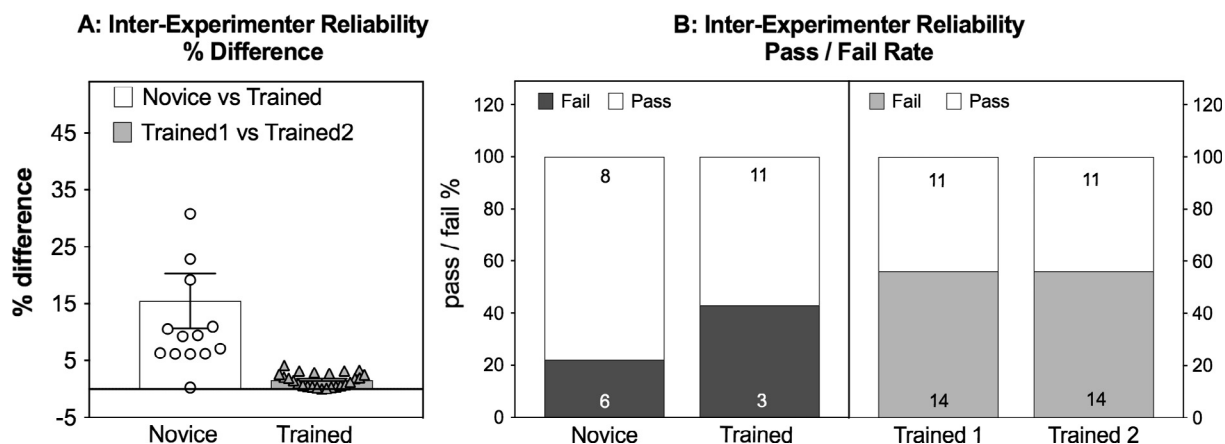 A: Inter-Experimenter Reliability
% Difference
Novice vs Trained
Trained1 vs Trained2
% difference
45
35
25
15
5
-5
Novice
Trained
B: Inter-Experimenter Reliability
Pass / Fail Rate
pass / fail %
120
100
80
60
40
20
0
Fail
Pass
8
11
6
3
Novice
Trained
Fail
Pass
11
11
14
14
Trained 1
Trained 2
120
100
80
60
40
20
0